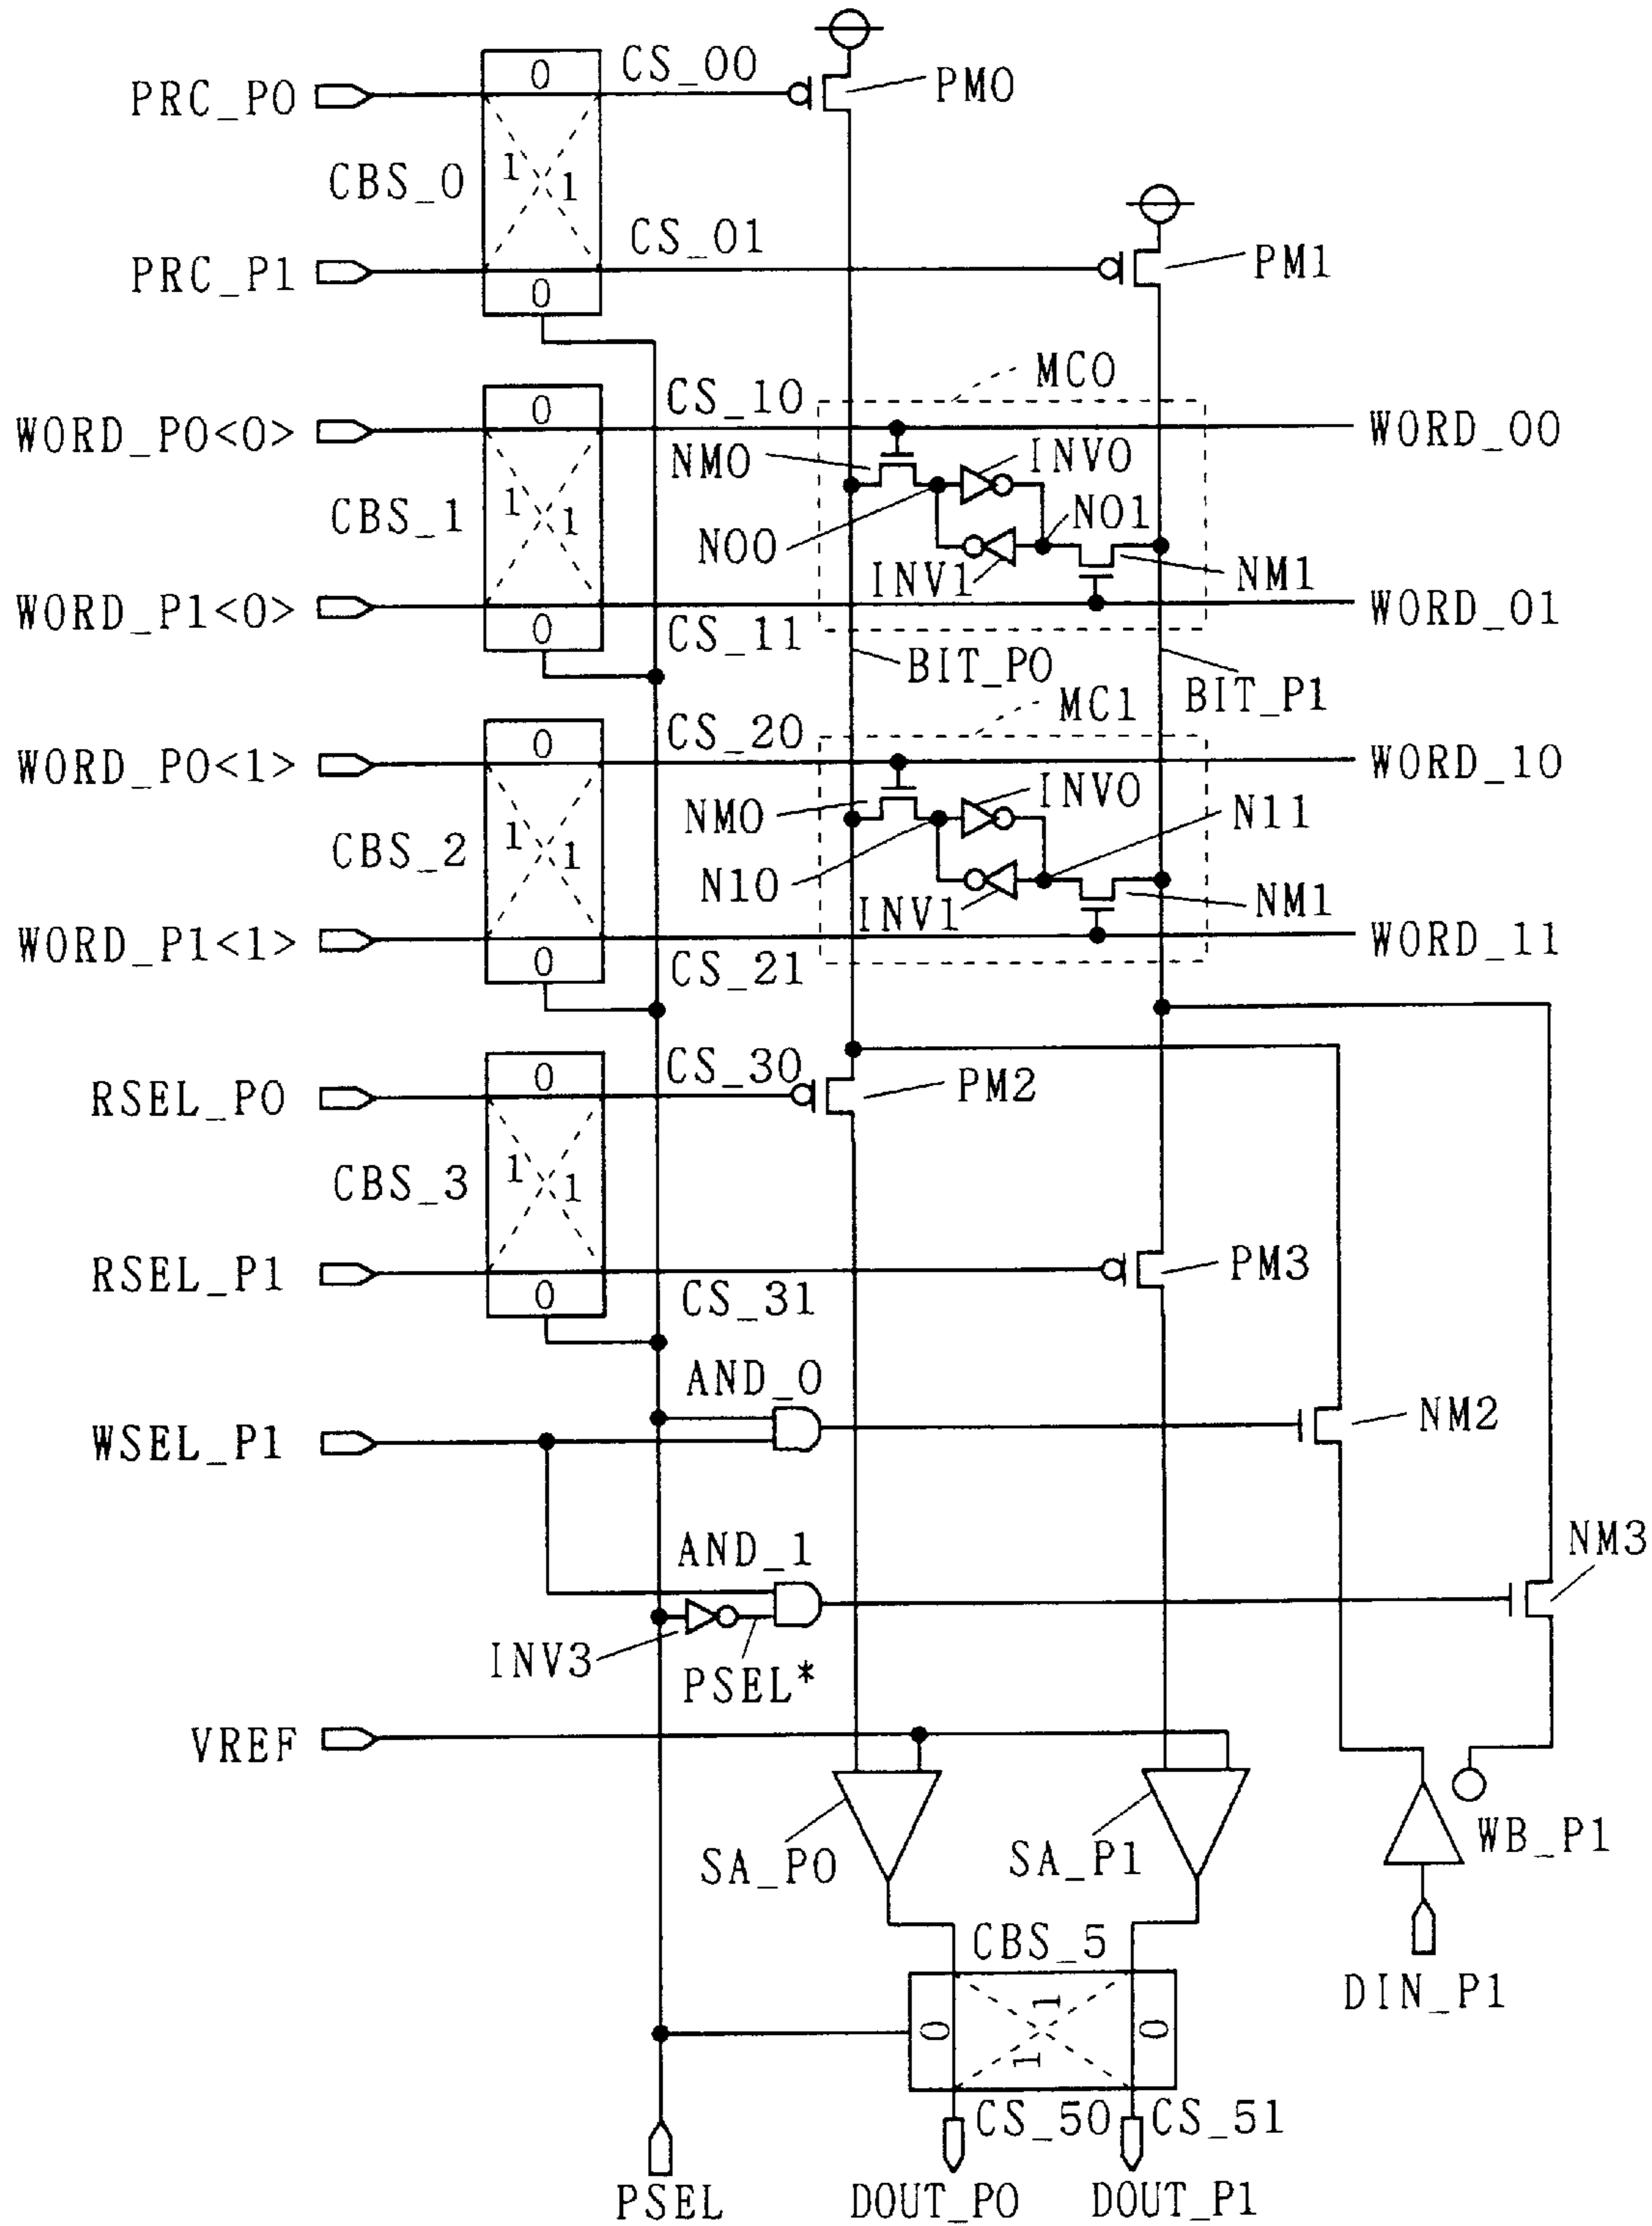 PRC_P0
0
CS_00
PM0
CBS_0
1
1
PRC_P1
CS_01
PM1
0
MC0
WORD_P0<0>
0
CS_10
WORD_00
NM0
INV0
CBS_1
1
1
N00
N01
INV1
NM1
WORD_P1<0>
0
CS_11
WORD_01
BIT_P0
BIT_P1
MC1
WORD_P0<1>
0
CS_20
WORD_10
NM0
INV0
N11
CBS_2
1
1
N10
INV1
NM1
WORD_P1<1>
0
CS_21
WORD_11
RSEL_P0
0
CS_30
PM2
CBS_3
1
1
RSEL_P1
0
CS_31
PM3
AND_0
WSEL_P1
NM2
AND_1
NM3
INV3
PSEL*
VREF
SA_P0
SA_P1
WB_P1
CBS_5
DIN_P1
0
1
1
0
CS_50
CS_51
PSEL
DOUT_P0
DOUT_P1